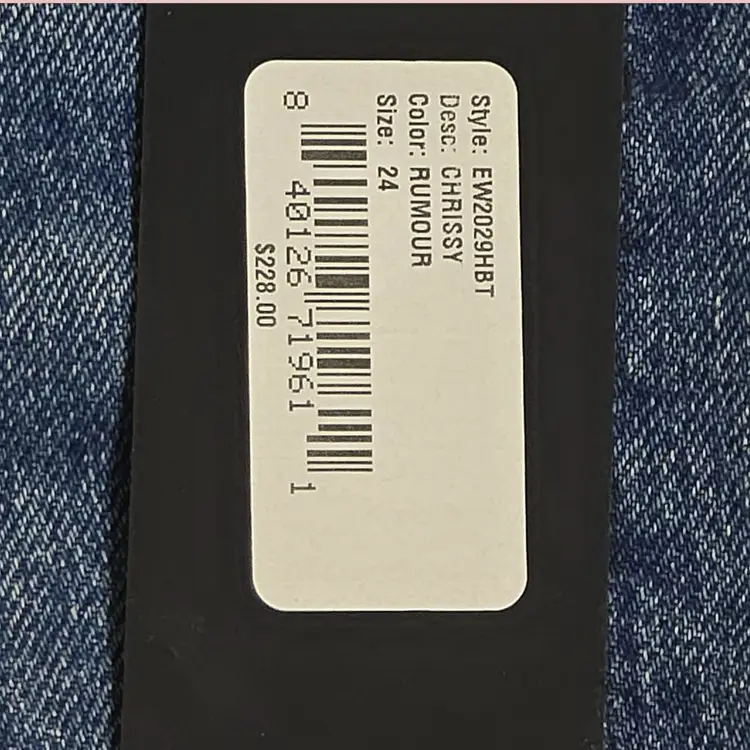 Style: EW2029HBT
Desc: CHRISSY
Color: RUMOUR
Size: 24
8 40126 71961 1
$228.00